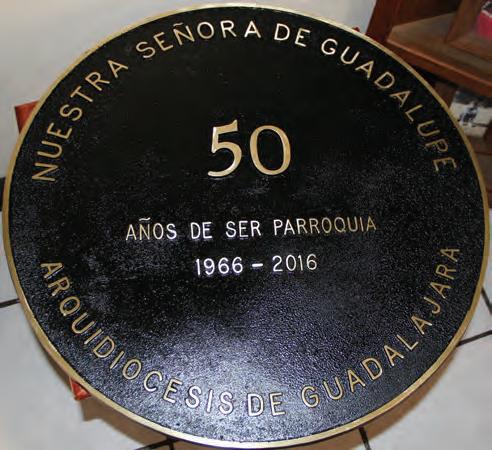 NUESTRA SEÑORA DE GUADALUPE
50
AÑOS DE SER PARROQUIA
1966 - 2016
ARQUIDIOCESIS DE GUADALAJARA